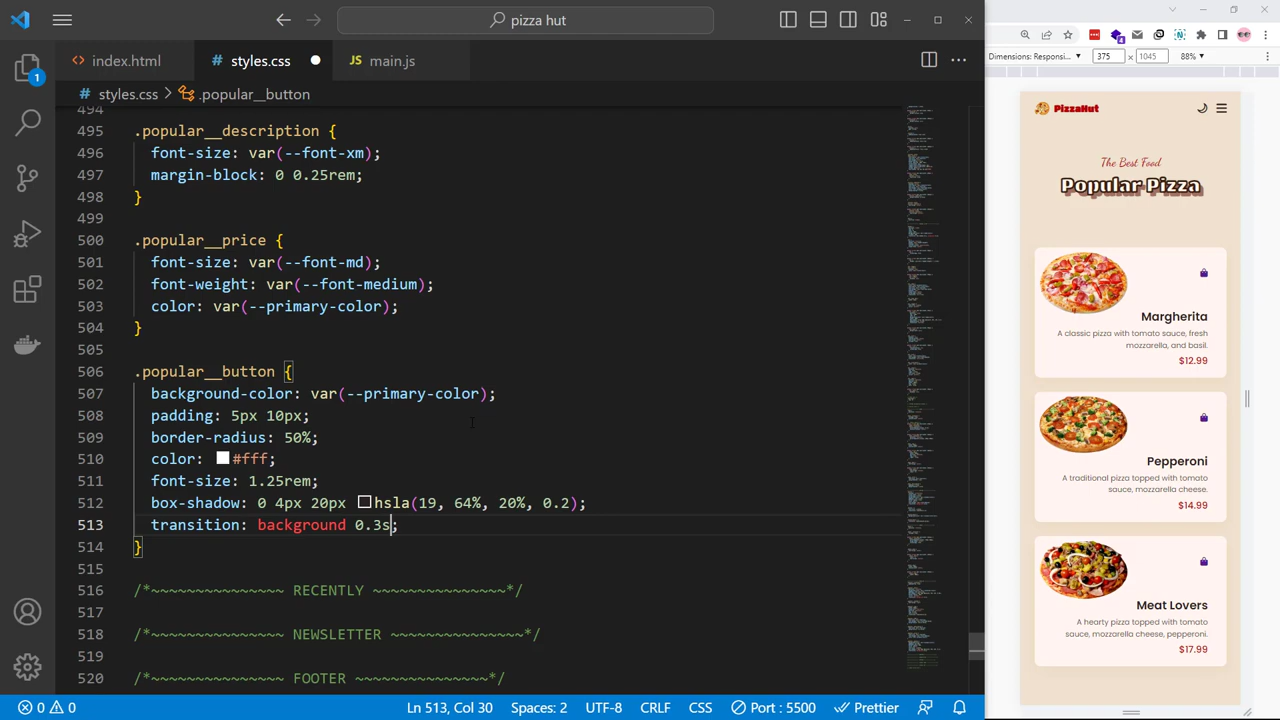 pizza hut
index.html
# styles.css
JS main.js
# styles.css > .popular__button
1
494
495 .popular__description {
496 font-size: var(--font-xm);
497 margin-block: 0 0.25rem;
498 }
499
500 .popular__price {
501 font-size: var(--font-md);
502 font-weight: var(--font-medium);
503 color: var(--primary-color);
504 }
505
506 .popular__button {
507 background-color: var(--primary-color);
508 padding: 5px 10px;
509 border-radius: 50%;
510 color: #fff;
511 font-size: 1.25rem;
512 box-shadow: 0 4px 20px hsla(19, 64%, 20%, 0.1);
513 transition: background 0.3s;
514 }
515
516 /*~~~~~~~~~~~~~~~ RECENTLY ~~~~~~~~~~~~~~~*/
517
518 /*~~~~~~~~~~~~~~~ NEWSLETTER ~~~~~~~~~~~~~~~*/
519
520 /*~~~~~~~~~~~~~~~ FOOTER ~~~~~~~~~~~~~~~*/
0 0
Ln 513, Col 30
Spaces: 2
UTF-8
CRLF
CSS
Port : 5500
Prettier
4
Dimensions: Responsi...
375 × 1045
88%
PizzaHut
The Best Food
Popular Pizza
Margherita
A classic pizza with tomato sauce, fresh
mozzarella, and basil.
$12.99
Pepperoni
A traditional pizza topped with tomato
sauce, mozzarella cheese.
$14.99
Meat Lovers
A hearty pizza topped with tomato
sauce, mozzarella cheese, pepperoni.
$17.99